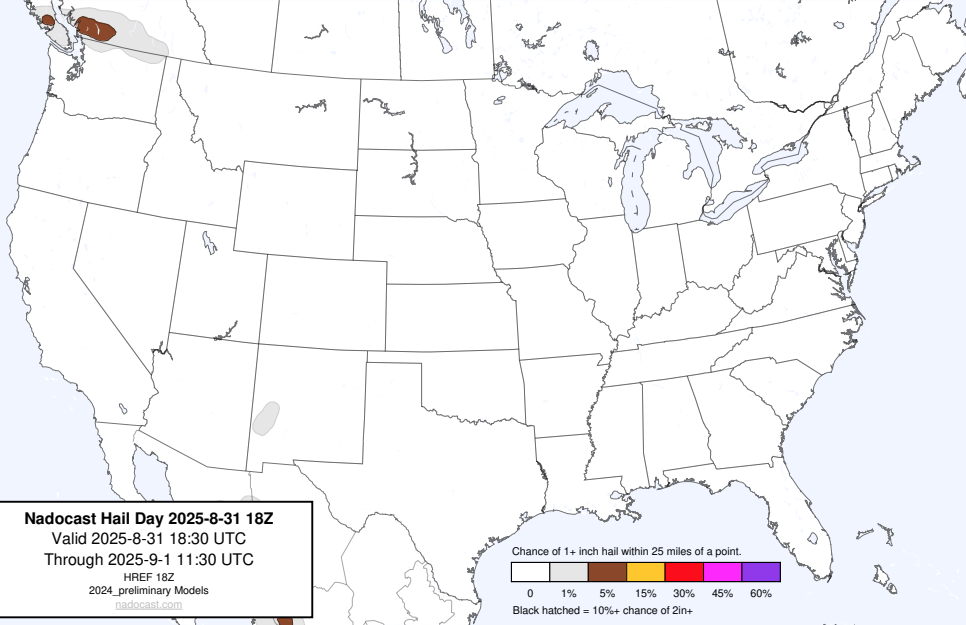 Nadocast Hail Day 2025-8-31 18Z
Valid 2025-8-31 18:30 UTC
Through 2025-9-1 11:30 UTC
HREF 18Z
2024_preliminary Models
nadocast.com
Chance of 1+ inch hail within 25 miles of a point.
0 1% 5% 15% 30% 45% 60%
Black hatched = 10%+ chance of 2in+